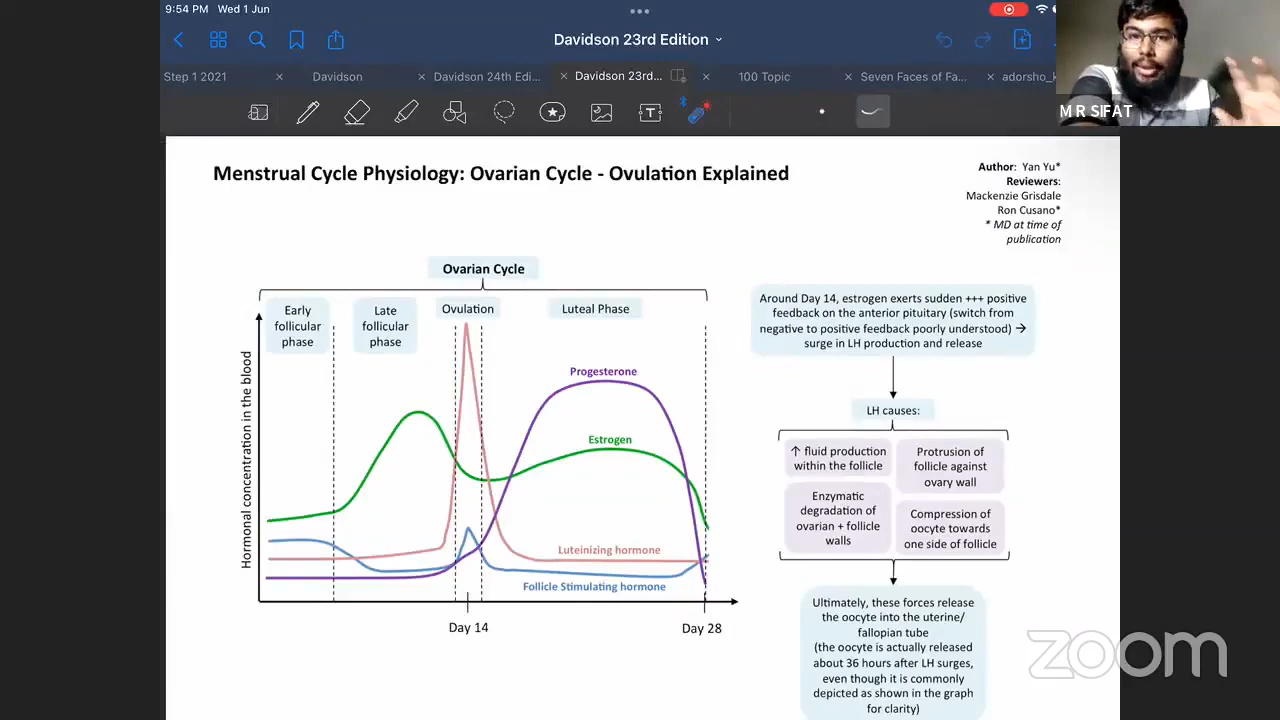 9:54 PM Wed 1 Jun
Davidson 23rd Edition
Step 1 2021
Davidson
Davidson 24th Edi...
Davidson 23rd...
100 Topic
Seven Faces of Fa...
adorsho_k
M R SIFAT
Menstrual Cycle Physiology: Ovarian Cycle - Ovulation Explained
Author: Yan Yu*
Reviewers:
Mackenzie Grisdale
Ron Cusano*
* MD at time of
publication
Ovarian Cycle
Early
follicular
phase
Late
follicular
phase
Ovulation
Luteal Phase
Hormonal concentration in the blood
Progesterone
Estrogen
Luteinizing hormone
Follicle Stimulating hormone
Day 14
Day 28
Around Day 14, estrogen exerts sudden +++ positive
feedback on the anterior pituitary (switch from
negative to positive feedback poorly understood) →
surge in LH production and release
LH causes:
↑ fluid production
within the follicle
Protrusion of
follicle against
ovary wall
Enzymatic
degradation of
ovarian + follicle
walls
Compression of
oocyte towards
one side of follicle
Ultimately, these forces release
the oocyte into the uterine/
fallopian tube
(the oocyte is actually released
about 36 hours after LH surges,
even though it is commonly
depicted as shown in the graph
for clarity)
zoom